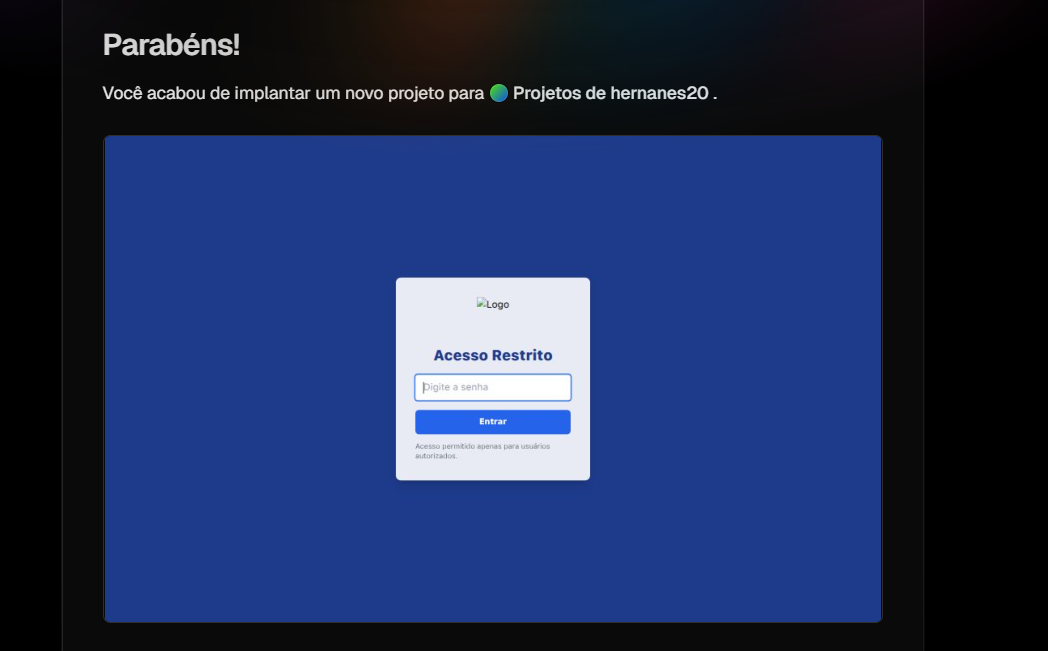 Parabéns!
Você acabou de implantar um novo projeto para Projetos de hernanes20 .
Logo
Acesso Restrito
Digite a senha
Entrar
Acesso permitido apenas para usuários
autorizados.